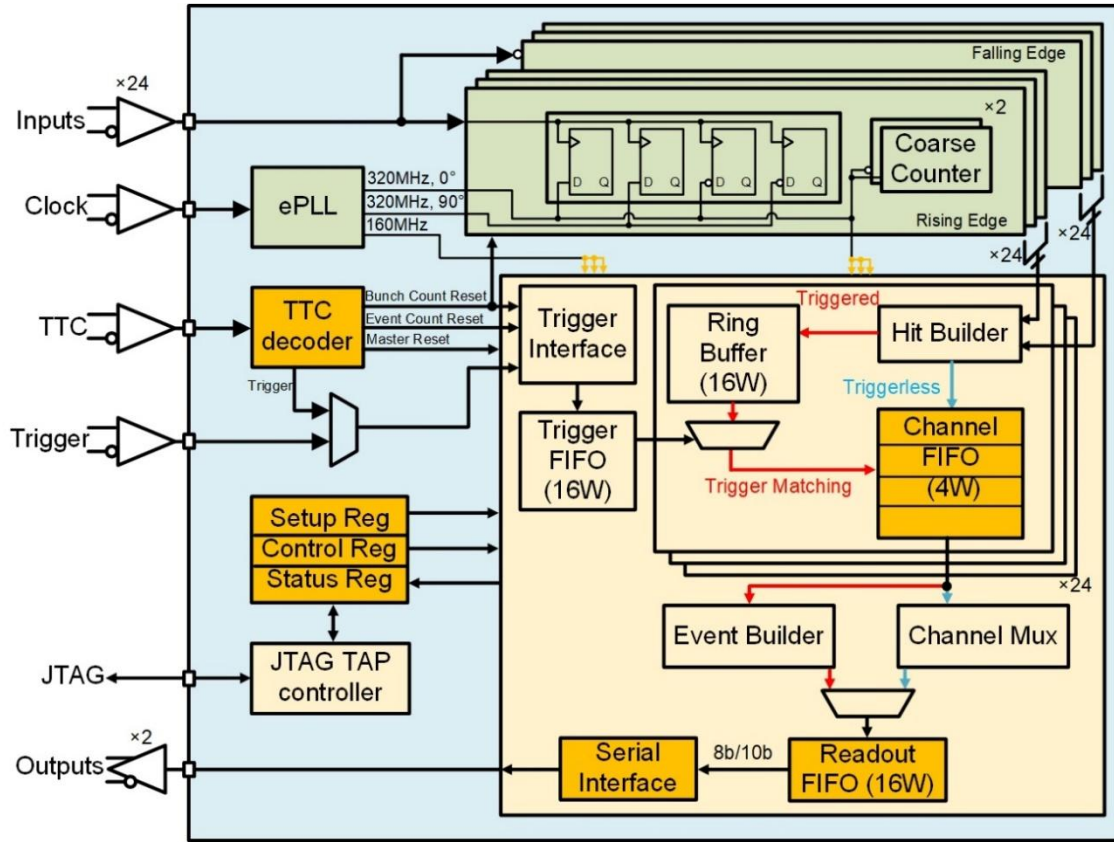 Falling Edge
×24
Inputs
×2
Coarse
Counter
D Q
D Q
D Q
D Q
Rising Edge
Clock
ePLL
320MHz, 0°
320MHz, 90°
160MHz
×24
×24
TTC
TTC
decoder
Bunch Count Reset
Event Count Reset
Master Reset
Trigger
Trigger
Interface
Triggered
Ring
Buffer
(16W)
Hit Builder
Triggerless
Trigger
Trigger
FIFO
(16W)
Channel
FIFO
(4W)
Trigger Matching
Setup Reg
Control Reg
Status Reg
×24
Event Builder
Channel Mux
JTAG
JTAG TAP
controller
×2
Outputs
Serial
Interface
8b/10b
Readout
FIFO (16W)